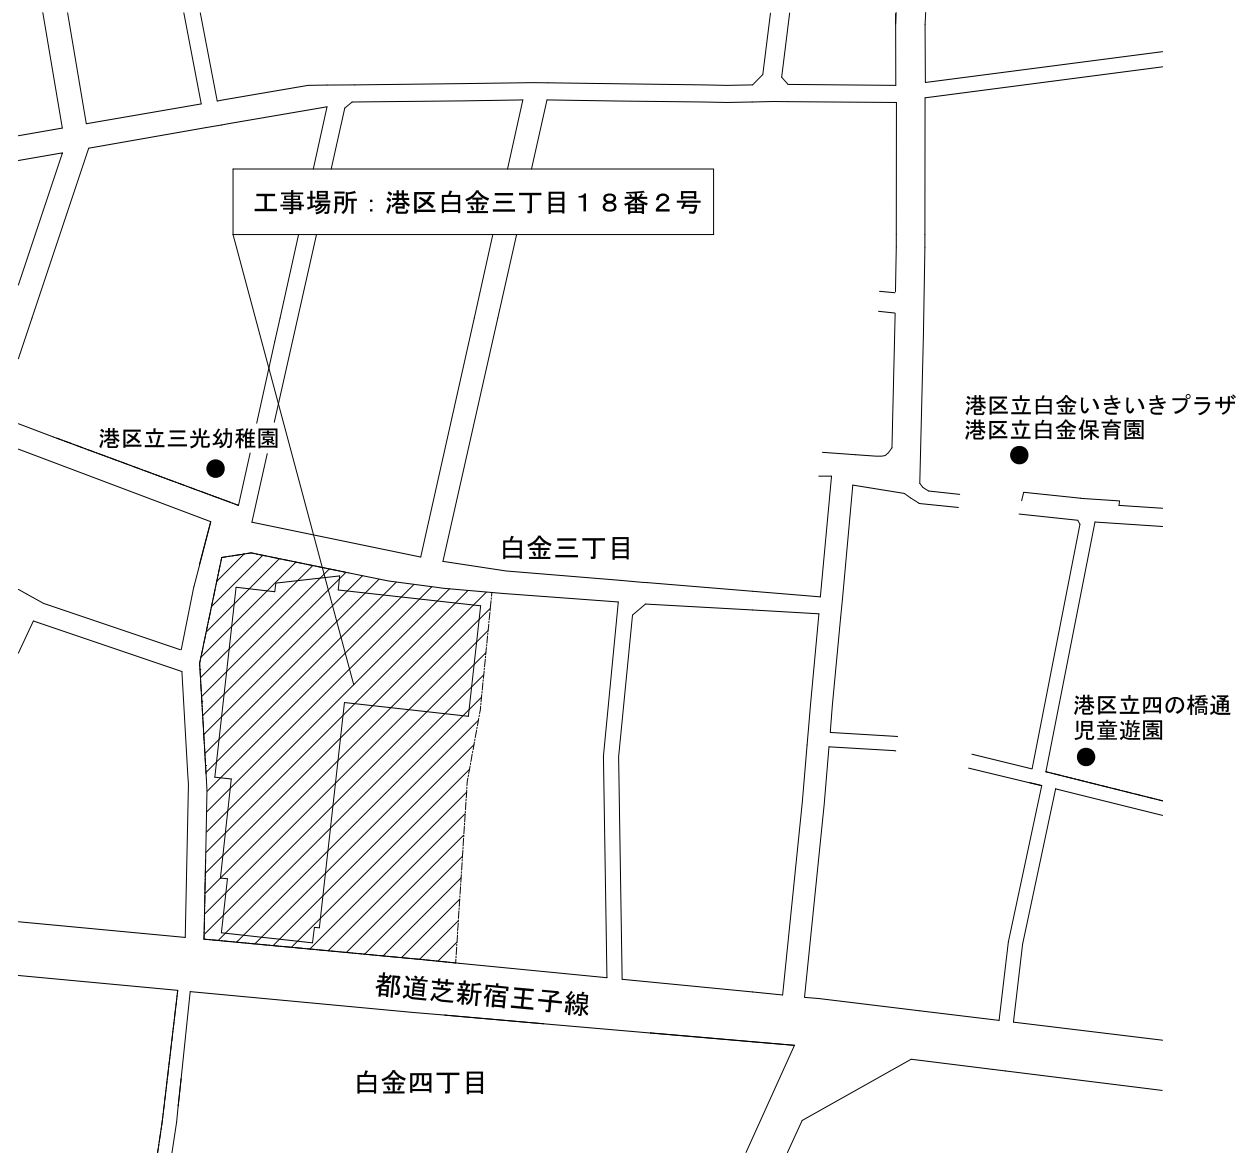 工事場所：港区白金三丁目１８番２号
港区立白金いきいきプラザ
港区立白金保育園
港区立三光幼稚園
白金三丁目
港区立四の橋通
児童遊園
都道芝新宿王子線
白金四丁目